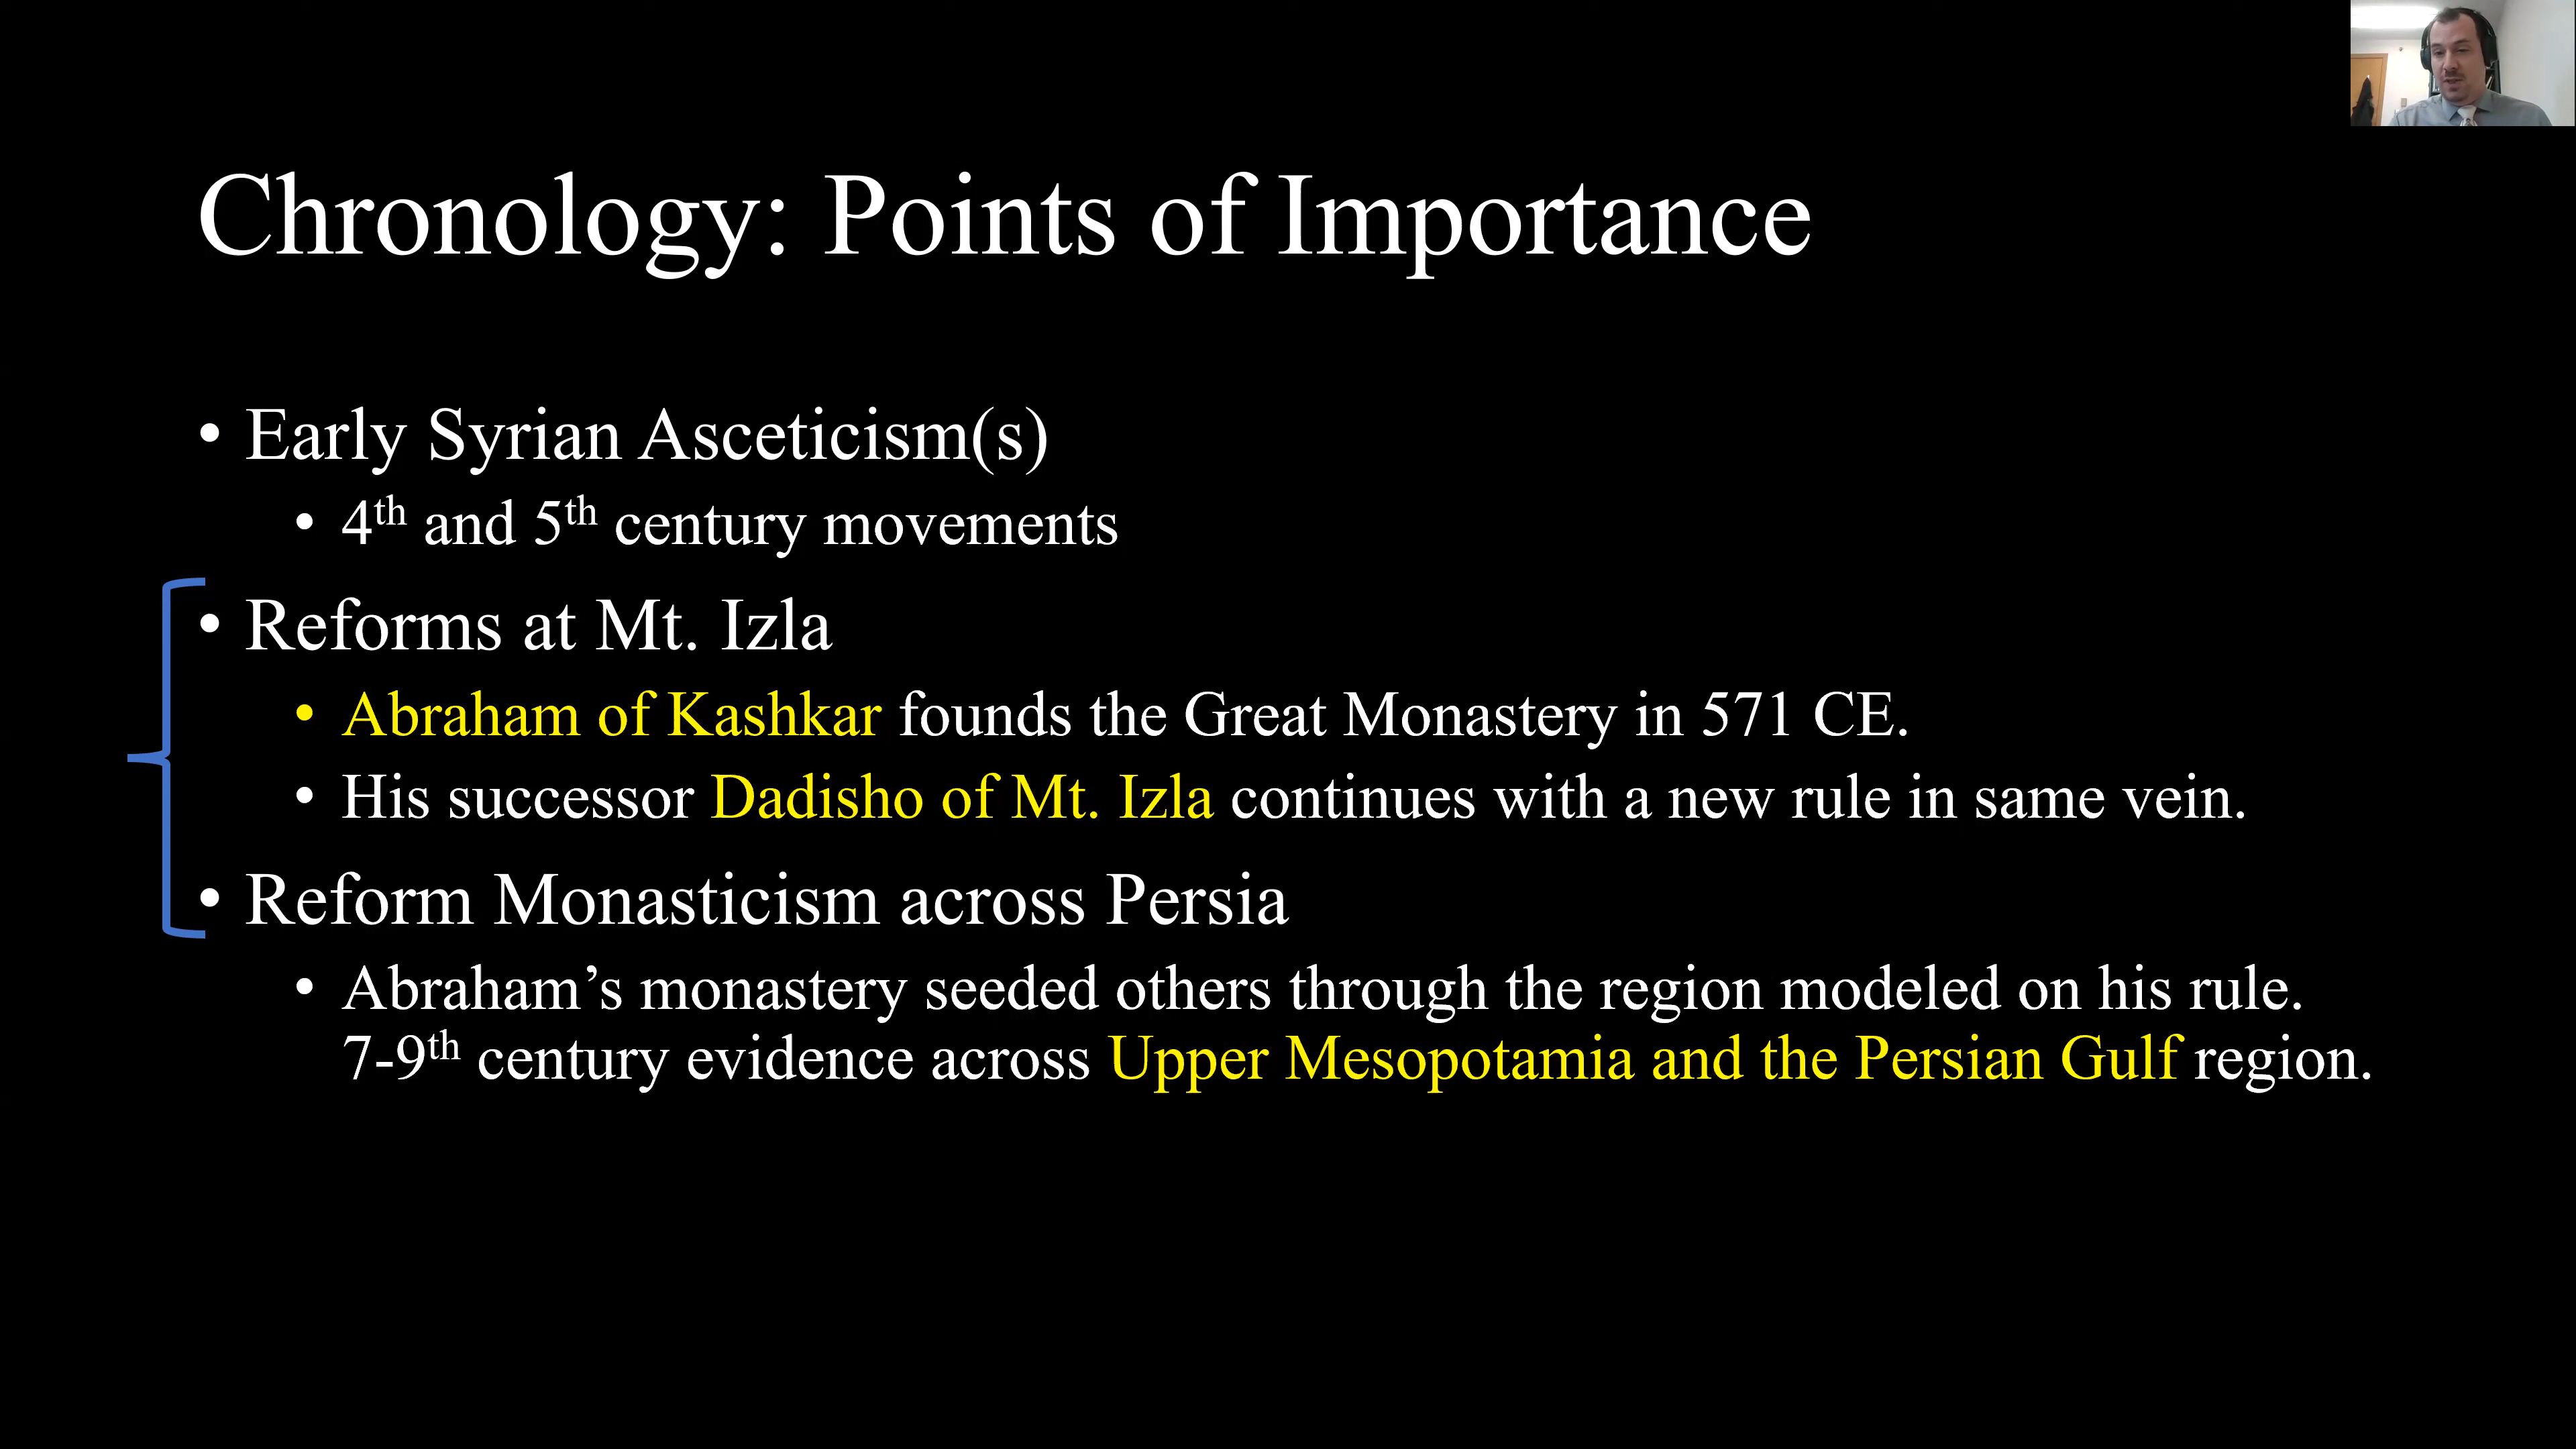 Chronology: Points of Importance
• Early Syrian Asceticism(s)
• 4th and 5th century movements
• Reforms at Mt. Izla
• Abraham of Kashkar founds the Great Monastery in 571 CE.
• His successor Dadisho of Mt. Izla continues with a new rule in same vein.
• Reform Monasticism across Persia
• Abraham’s monastery seeded others through the region modeled on his rule.
7-9th century evidence across Upper Mesopotamia and the Persian Gulf region.